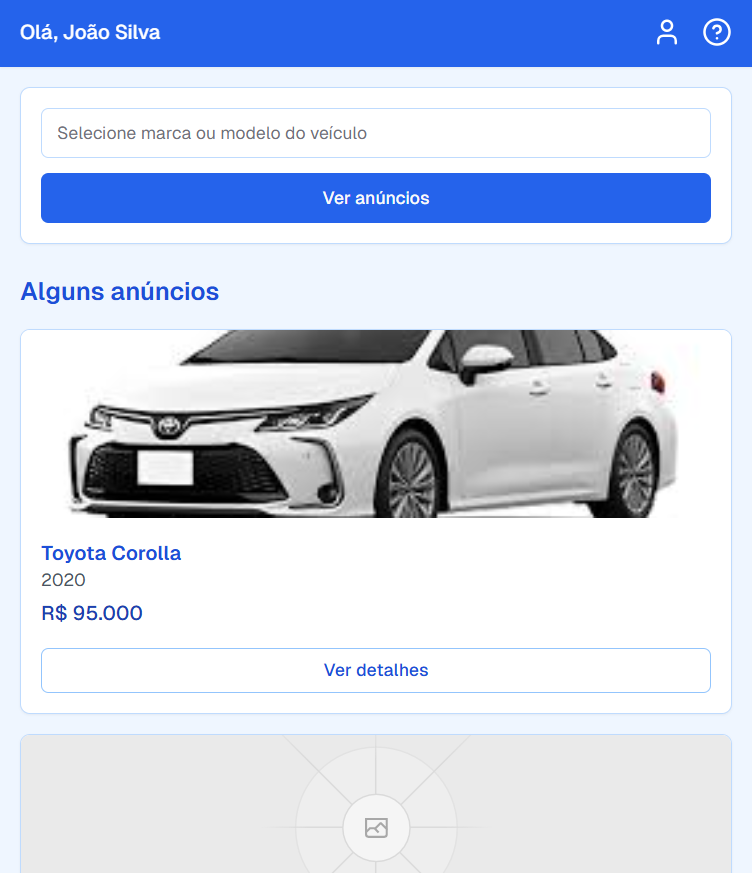 Olá, João Silva
Selecione marca ou modelo do veículo
Ver anúncios
Alguns anúncios
Toyota Corolla
2020
R$ 95.000
Ver detalhes